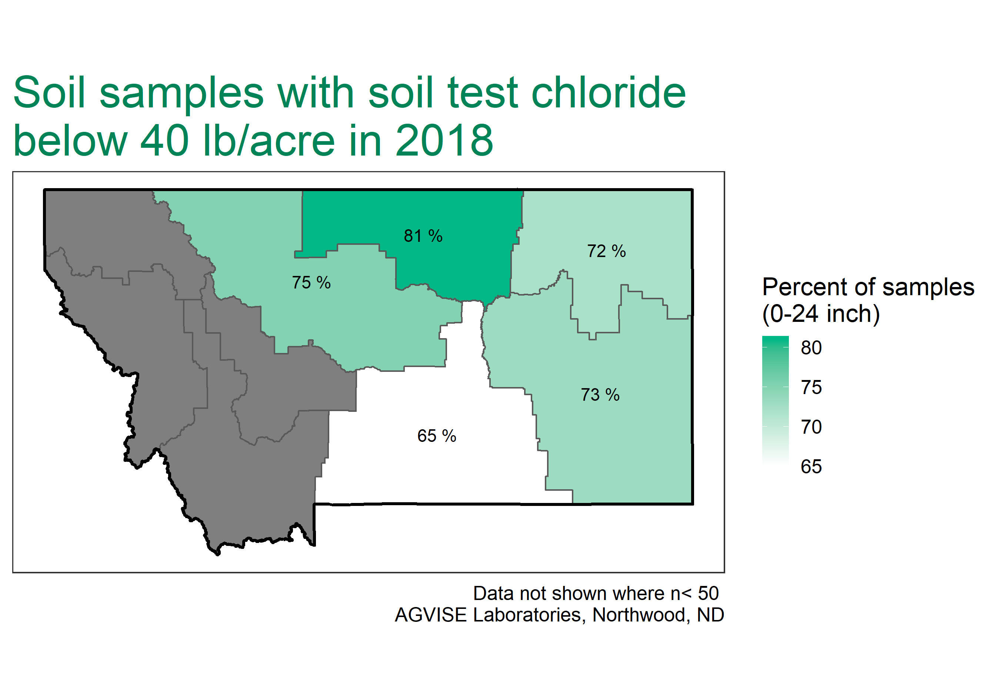 Soil samples with soil test chloride
below 40 lb/acre in 2018
81 %
72 %
75 %
73 %
65 %
Percent of samples
(0-24 inch)
80
75
70
65
Data not shown where n< 50
AGVISE Laboratories, Northwood, ND